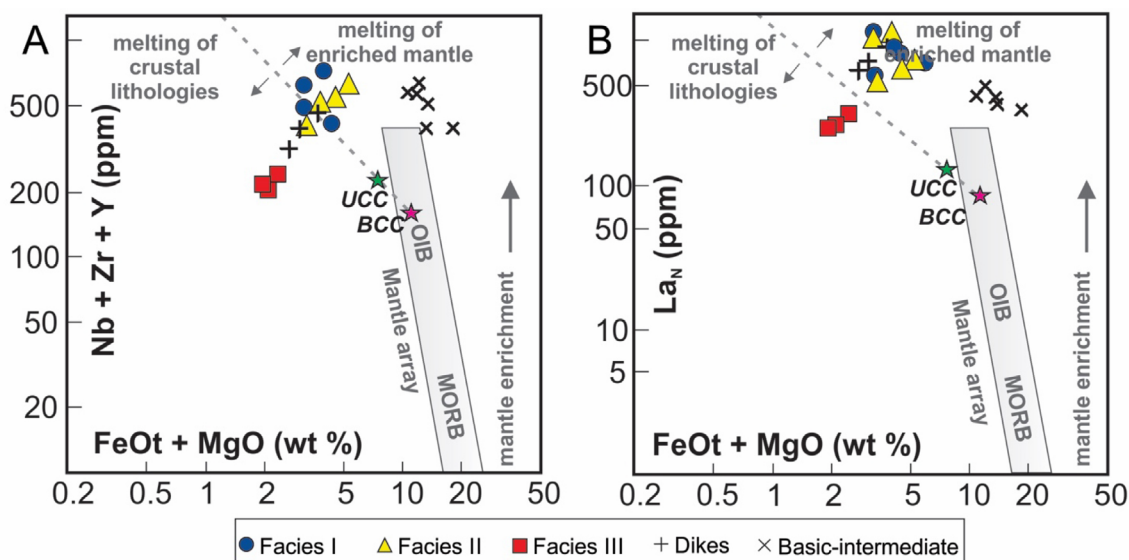 A
melting of
crustal
lithologies
melting of
enriched mantle
Nb + Zr + Y (ppm)
500
200
100
50
20
UCC
BCC
OIB
MORB
Mantle array
mantle enrichment
FeOt + MgO (wt %)
0.2 0.5 1 2 5 10 20 50
B
melting of
crustal
lithologies
melting of
enriched mantle
LaN (ppm)
500
100
50
10
5
UCC
BCC
OIB
MORB
Mantle array
mantle enrichment
FeOt + MgO (wt %)
0.2 0.5 1 2 5 10 20 50
Facies I Facies II Facies III Dikes Basic-intermediate